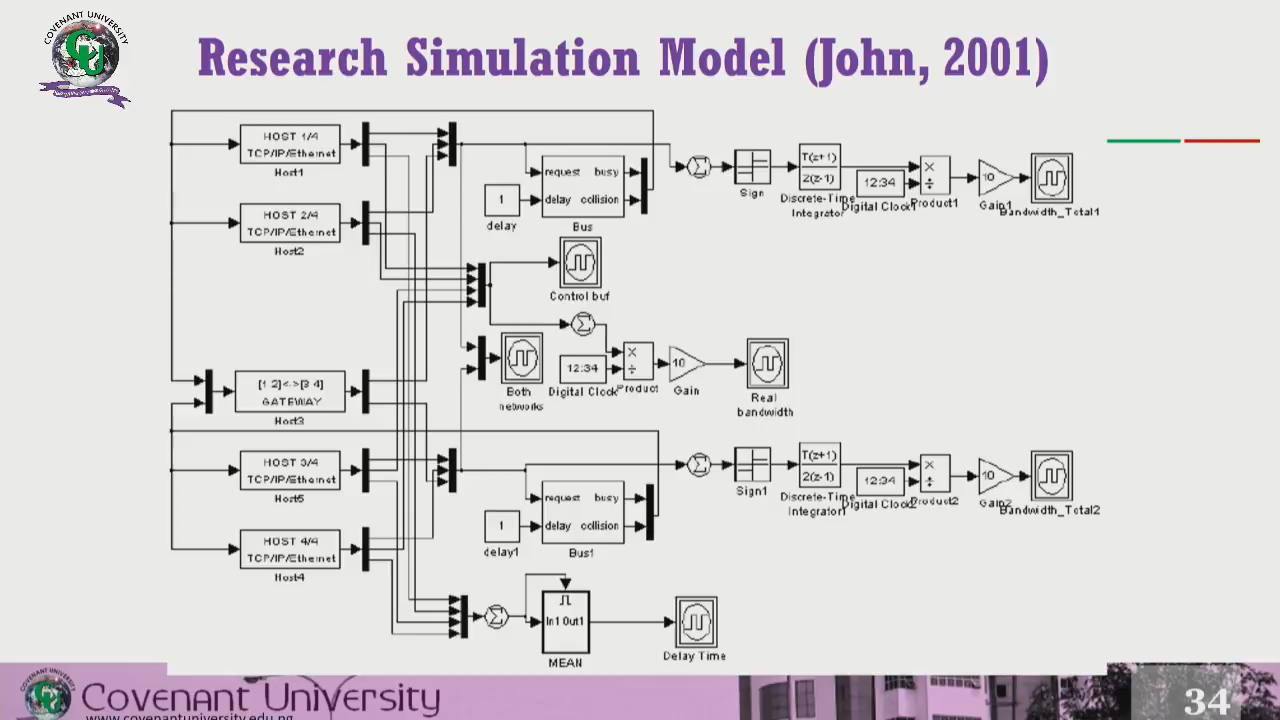 COVENANT UNIVERSITY
Research Simulation Model (John, 2001)
HOST 1/4
TCP/IP/Ethernet
Host1
HOST 2/4
TCP/IP/Ethernet
Host2
[1 2]<->[3 4]
GATEWAY
Host3
HOST 3/4
TCP/IP/Ethernet
Host5
HOST 4/4
TCP/IP/Ethernet
Host4
1
delay
request busy
delay collision
Bus
Σ
Sign
T(z+1)
2(z-1)
Discrete-Time
Integrator
12:34
Digital Clock1
×
÷
Product1
10
Gain1
Bandwidth_Total1
Control buf
Σ
Both
networks
12:34
Digital Clock
×
÷
Product
10
Gain
Real
bandwidth
1
delay1
request busy
delay collision
Bus1
Σ
Sign1
T(z+1)
2(z-1)
Discrete-Time
Integrator1
12:34
Digital Clock2
×
÷
Product2
10
Gain2
Bandwidth_Total2
Σ
In1 Out1
MEAN
Delay Time
Covenant University
www.covenantuniversity.edu.ng
34